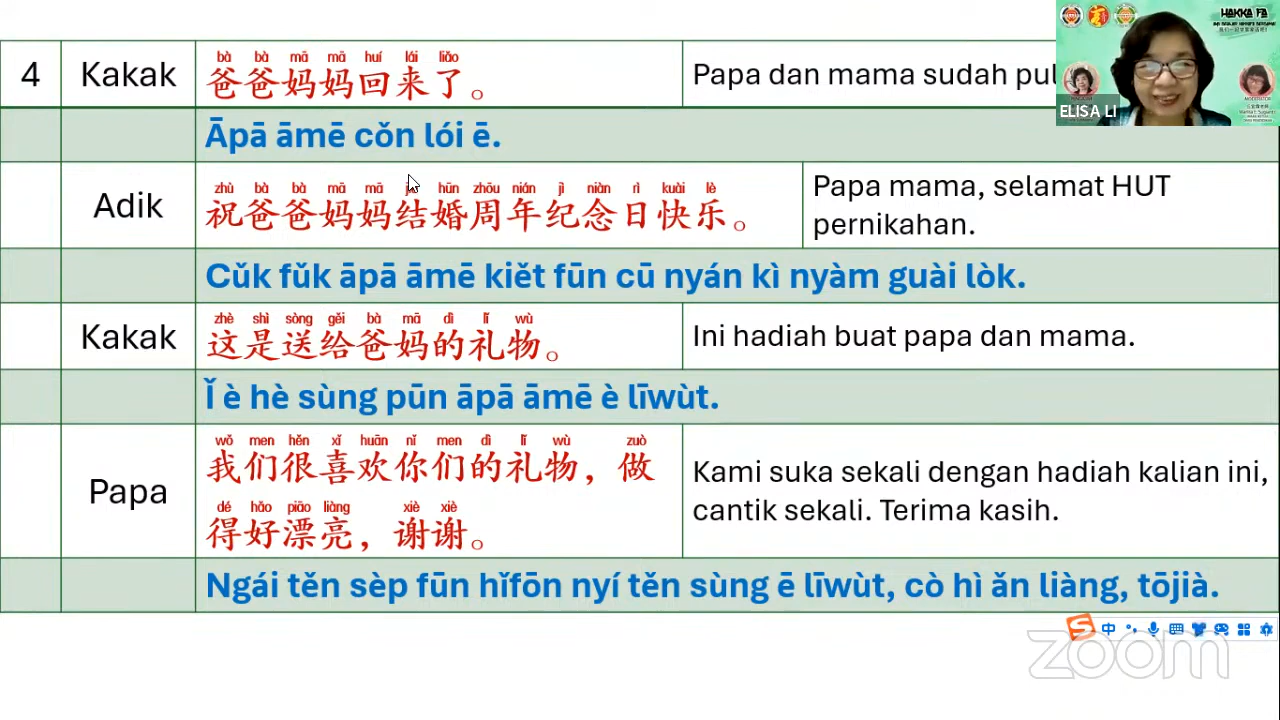 4
Kakak
bà bà mā mā huí lái liǎo
爸爸妈妈回来了。
Papa dan mama sudah
Āpā āmē cǒn lói ē.
Adik
zhù bà bà mā mā hūn zhōu nián jì niàn rì kuài lè
祝爸爸妈妈结婚周年纪念日快乐。
Papa mama, selamat HUT
pernikahan.
Cǔk fǔk āpā āmē kiět fūn cū nyán kì nyàm guài lòk.
Kakak
zhè shì sòng gěi bà mā dì lǐ wù
这是送给爸妈的礼物。
Ini hadiah buat papa dan mama.
Ǐ è hè sùng pūn āpā āmē è līwùt.
Papa
wǒ men hěn xǐ huān nǐ men dì lǐ wù zuò
我们很喜欢你们的礼物，做
dé hǎo piāo liàng xiè xiè
得好漂亮，谢谢。
Kami suka sekali dengan hadiah kalian ini,
cantik sekali. Terima kasih.
Ngái těn sèp fūn hǐfōn nyí těn sùng ē līwùt, cò hì ǎn liàng, tōjià.
HAKKA FA
ELISA LI
MODERATOR
中
zoom